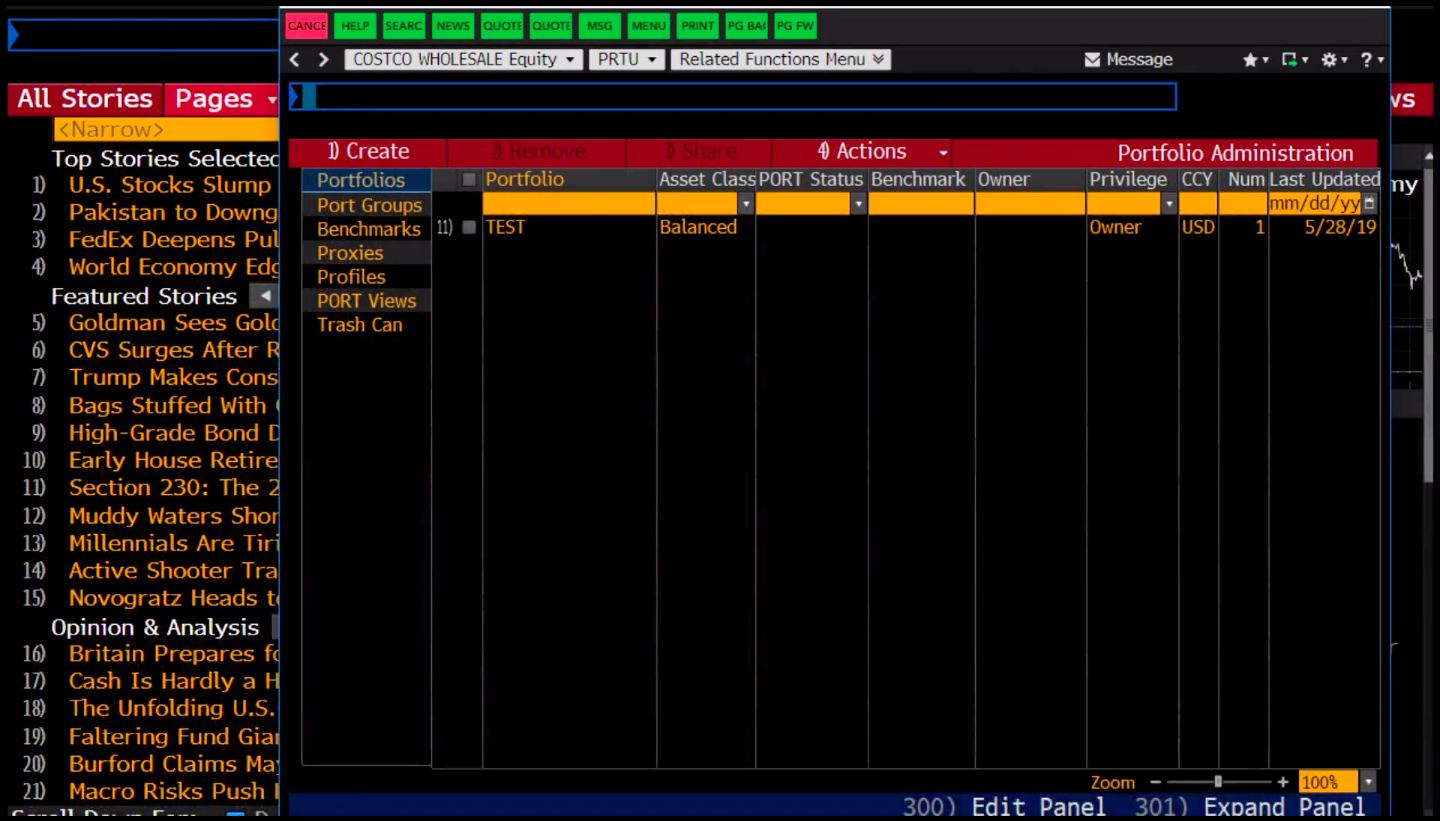 CANCE HELP SEARC NEWS QUOTE QUOTE MSG MENU PRINT PG BAC PG FW
COSTCO WHOLESALE Equity PRTU Related Functions Menu Message ?
1) Create 2) Remove 3) Share 4) Actions Portfolio Administration
Portfolios Portfolio Asset Class PORT Status Benchmark Owner Privilege CCY Num Last Updated
Port Groups mm/dd/yy
Benchmarks 11) TEST Balanced Owner USD 1 5/28/19
Proxies
Profiles
PORT Views
Trash Can
Zoom - + 100%
300) Edit Panel 301) Expand Panel
All Stories Pages
<Narrow>
Top Stories Selected
1) U.S. Stocks Slump
2) Pakistan to Downg
3) FedEx Deepens Pul
4) World Economy Edg
Featured Stories
5) Goldman Sees Gold
6) CVS Surges After R
7) Trump Makes Cons
8) Bags Stuffed With
9) High-Grade Bond D
10) Early House Retire
11) Section 230: The 2
12) Muddy Waters Shor
13) Millennials Are Tiri
14) Active Shooter Tra
15) Novogratz Heads to
Opinion & Analysis
16) Britain Prepares fo
17) Cash Is Hardly a H
18) The Unfolding U.S.
19) Faltering Fund Gian
20) Burford Claims May
21) Macro Risks Push
ws
my